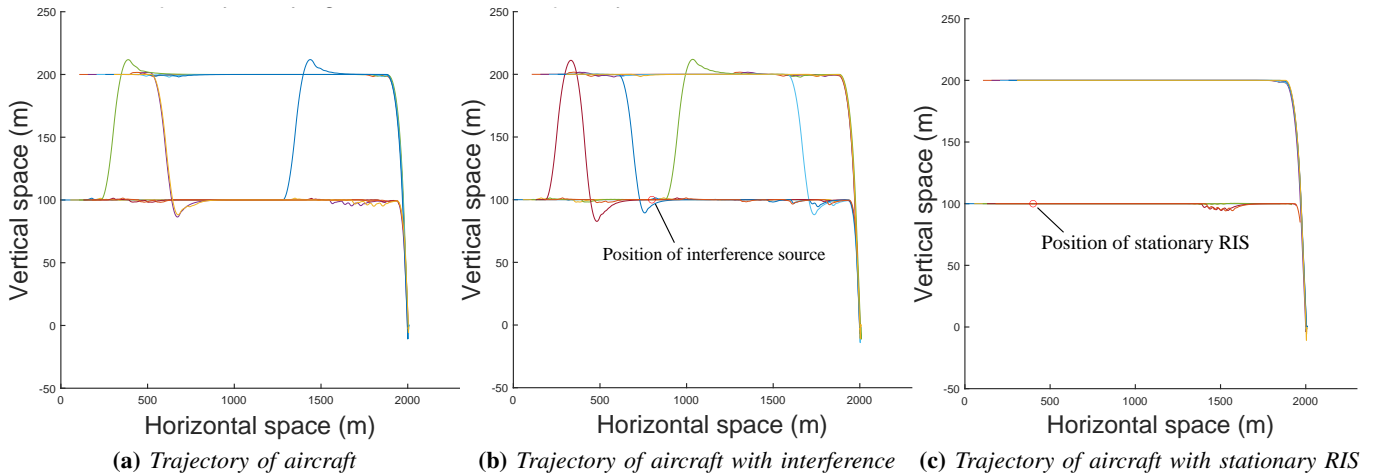 250
200
150
100
50
0
-50
0 500 1000 1500 2000
Vertical space (m)
Horizontal space (m)
(a) Trajectory of aircraft
250
200
150
100
50
0
-50
0 500 1000 1500 2000
Vertical space (m)
Horizontal space (m)
Position of interference source
(b) Trajectory of aircraft with interference
250
200
150
100
50
0
-50
0 500 1000 1500 2000
Vertical space (m)
Horizontal space (m)
Position of stationary RIS
(c) Trajectory of aircraft with stationary RIS